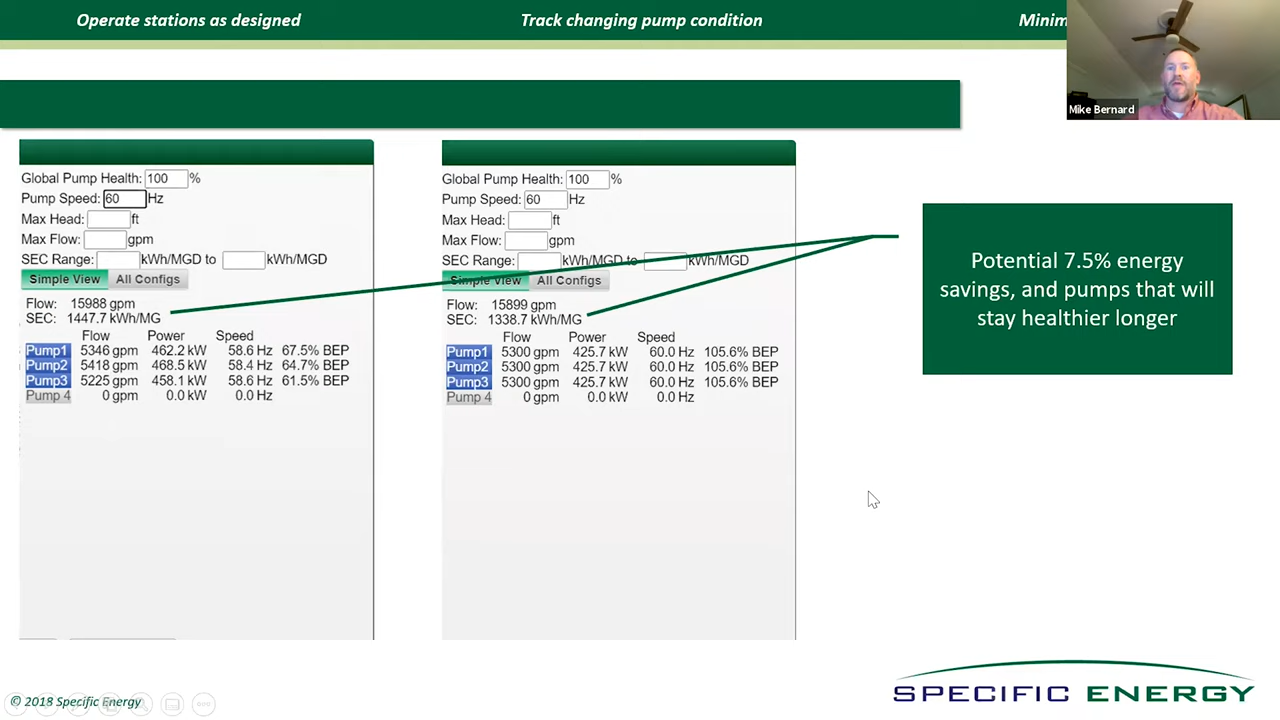 Operate stations as designed
Track changing pump condition
Minim
Mike Bernard
Global Pump Health: 100 %
Pump Speed: 60 Hz
Max Head: ft
Max Flow: gpm
SEC Range: kWh/MGD to kWh/MGD
Simple View All Configs
Flow: 15988 gpm
SEC: 1447.7 kWh/MG
Flow Power Speed
Pump1 5346 gpm 462.2 kW 58.6 Hz 67.5% BEP
Pump2 5418 gpm 468.5 kW 58.4 Hz 64.7% BEP
Pump3 5225 gpm 458.1 kW 58.6 Hz 61.5% BEP
Pump 4 0 gpm 0.0 kW 0.0 Hz
Global Pump Health: 100 %
Pump Speed: 60 Hz
Max Head: ft
Max Flow: gpm
SEC Range: kWh/MGD to kWh/MGD
Simple View All Configs
Flow: 15899 gpm
SEC: 1338.7 kWh/MG
Flow Power Speed
Pump1 5300 gpm 425.7 kW 60.0 Hz 105.6% BEP
Pump2 5300 gpm 425.7 kW 60.0 Hz 105.6% BEP
Pump3 5300 gpm 425.7 kW 60.0 Hz 105.6% BEP
Pump 4 0 gpm 0.0 kW 0.0 Hz
Potential 7.5% energy
savings, and pumps that will
stay healthier longer
© 2018 Specific Energy
SPECIFIC ENERGY